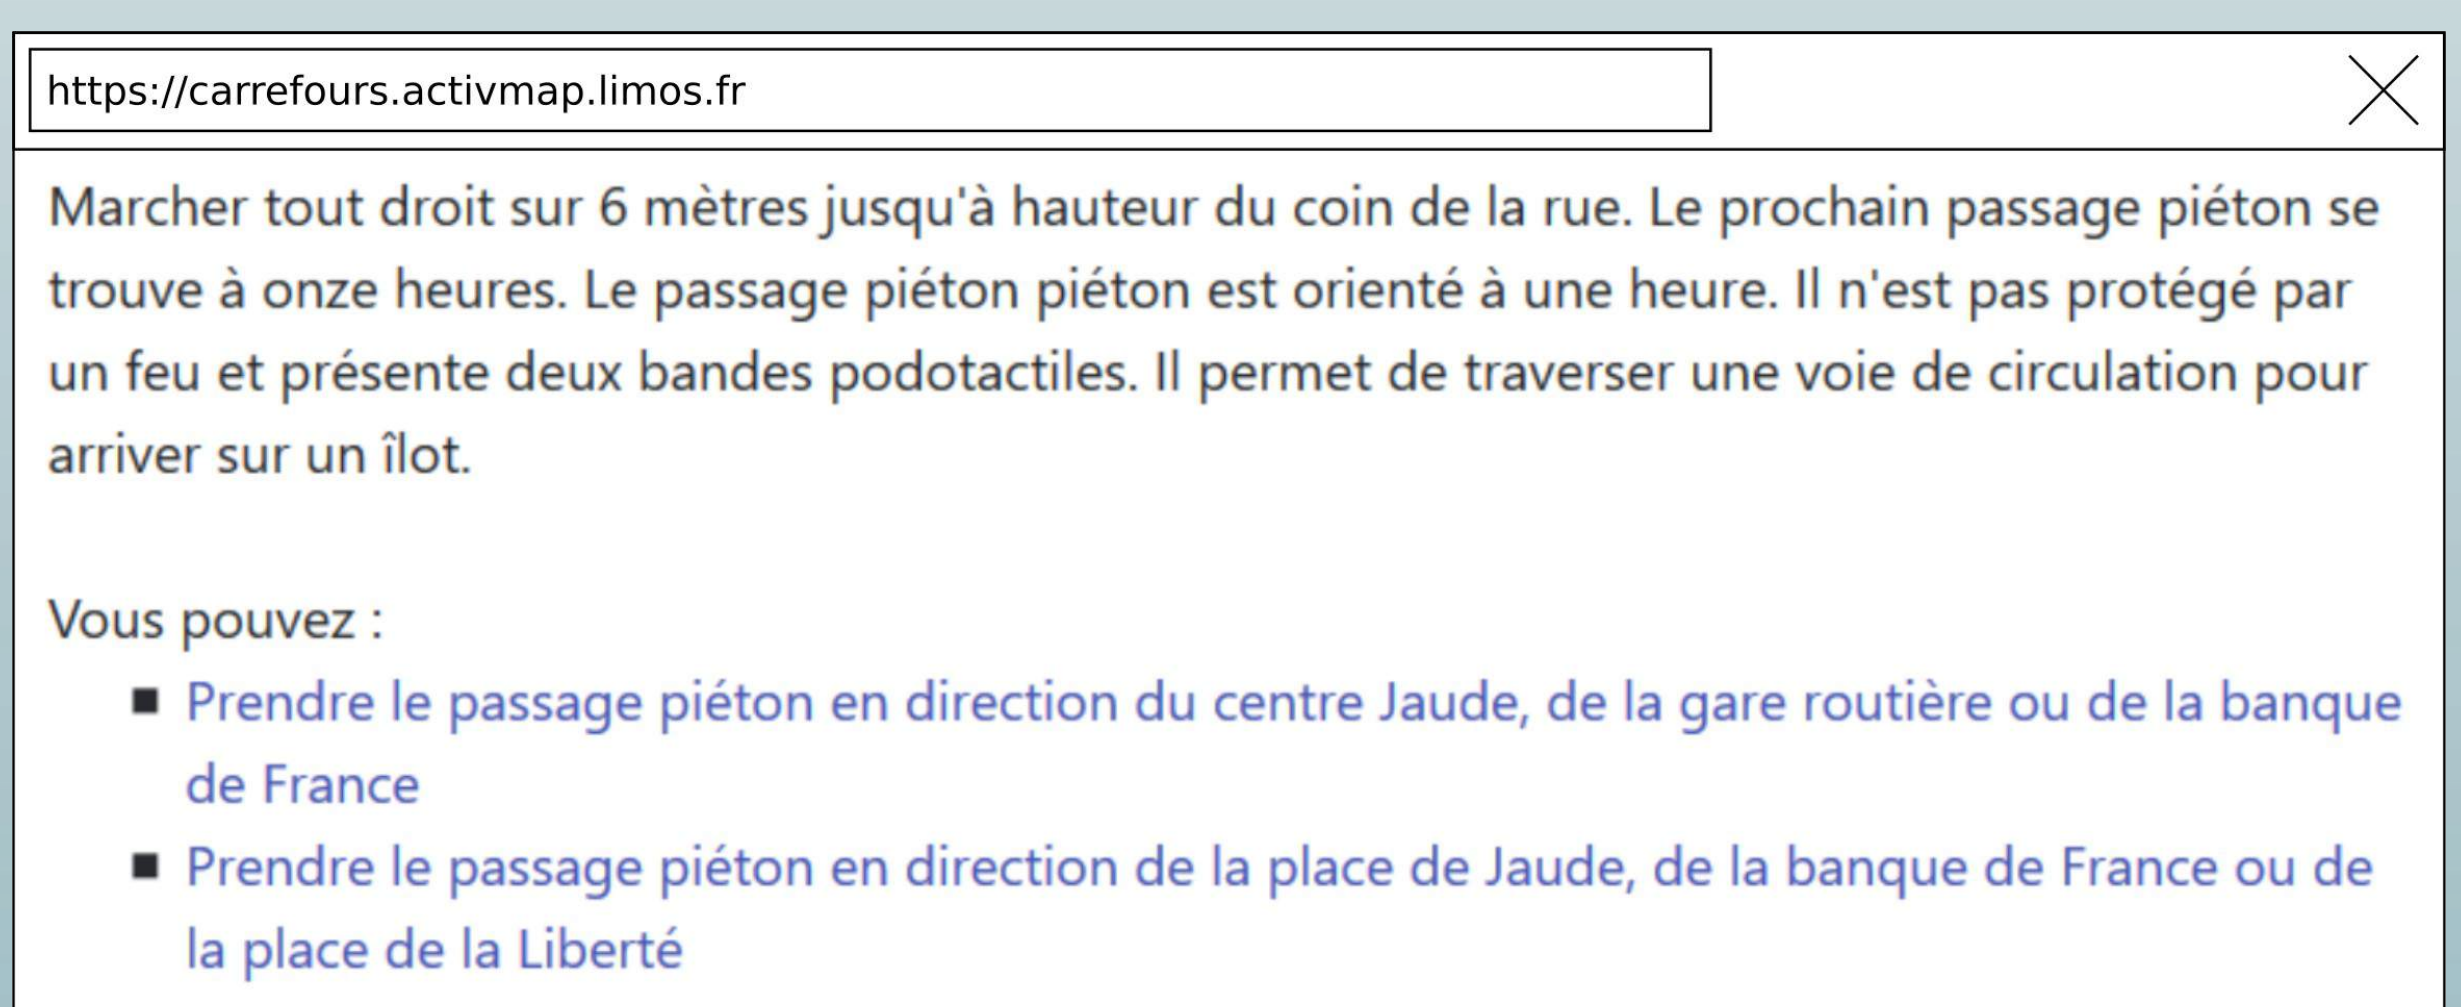 https://carrefours.activmap.limos.fr
Marcher tout droit sur 6 mètres jusqu'à hauteur du coin de la rue. Le prochain passage piéton se
trouve à onze heures. Le passage piéton piéton est orienté à une heure. Il n'est pas protégé par
un feu et présente deux bandes podotactiles. Il permet de traverser une voie de circulation pour
arriver sur un îlot.
Vous pouvez :
Prendre le passage piéton en direction du centre Jaude, de la gare routière ou de la banque
de France
Prendre le passage piéton en direction de la place de Jaude, de la banque de France ou de
la place de la Liberté